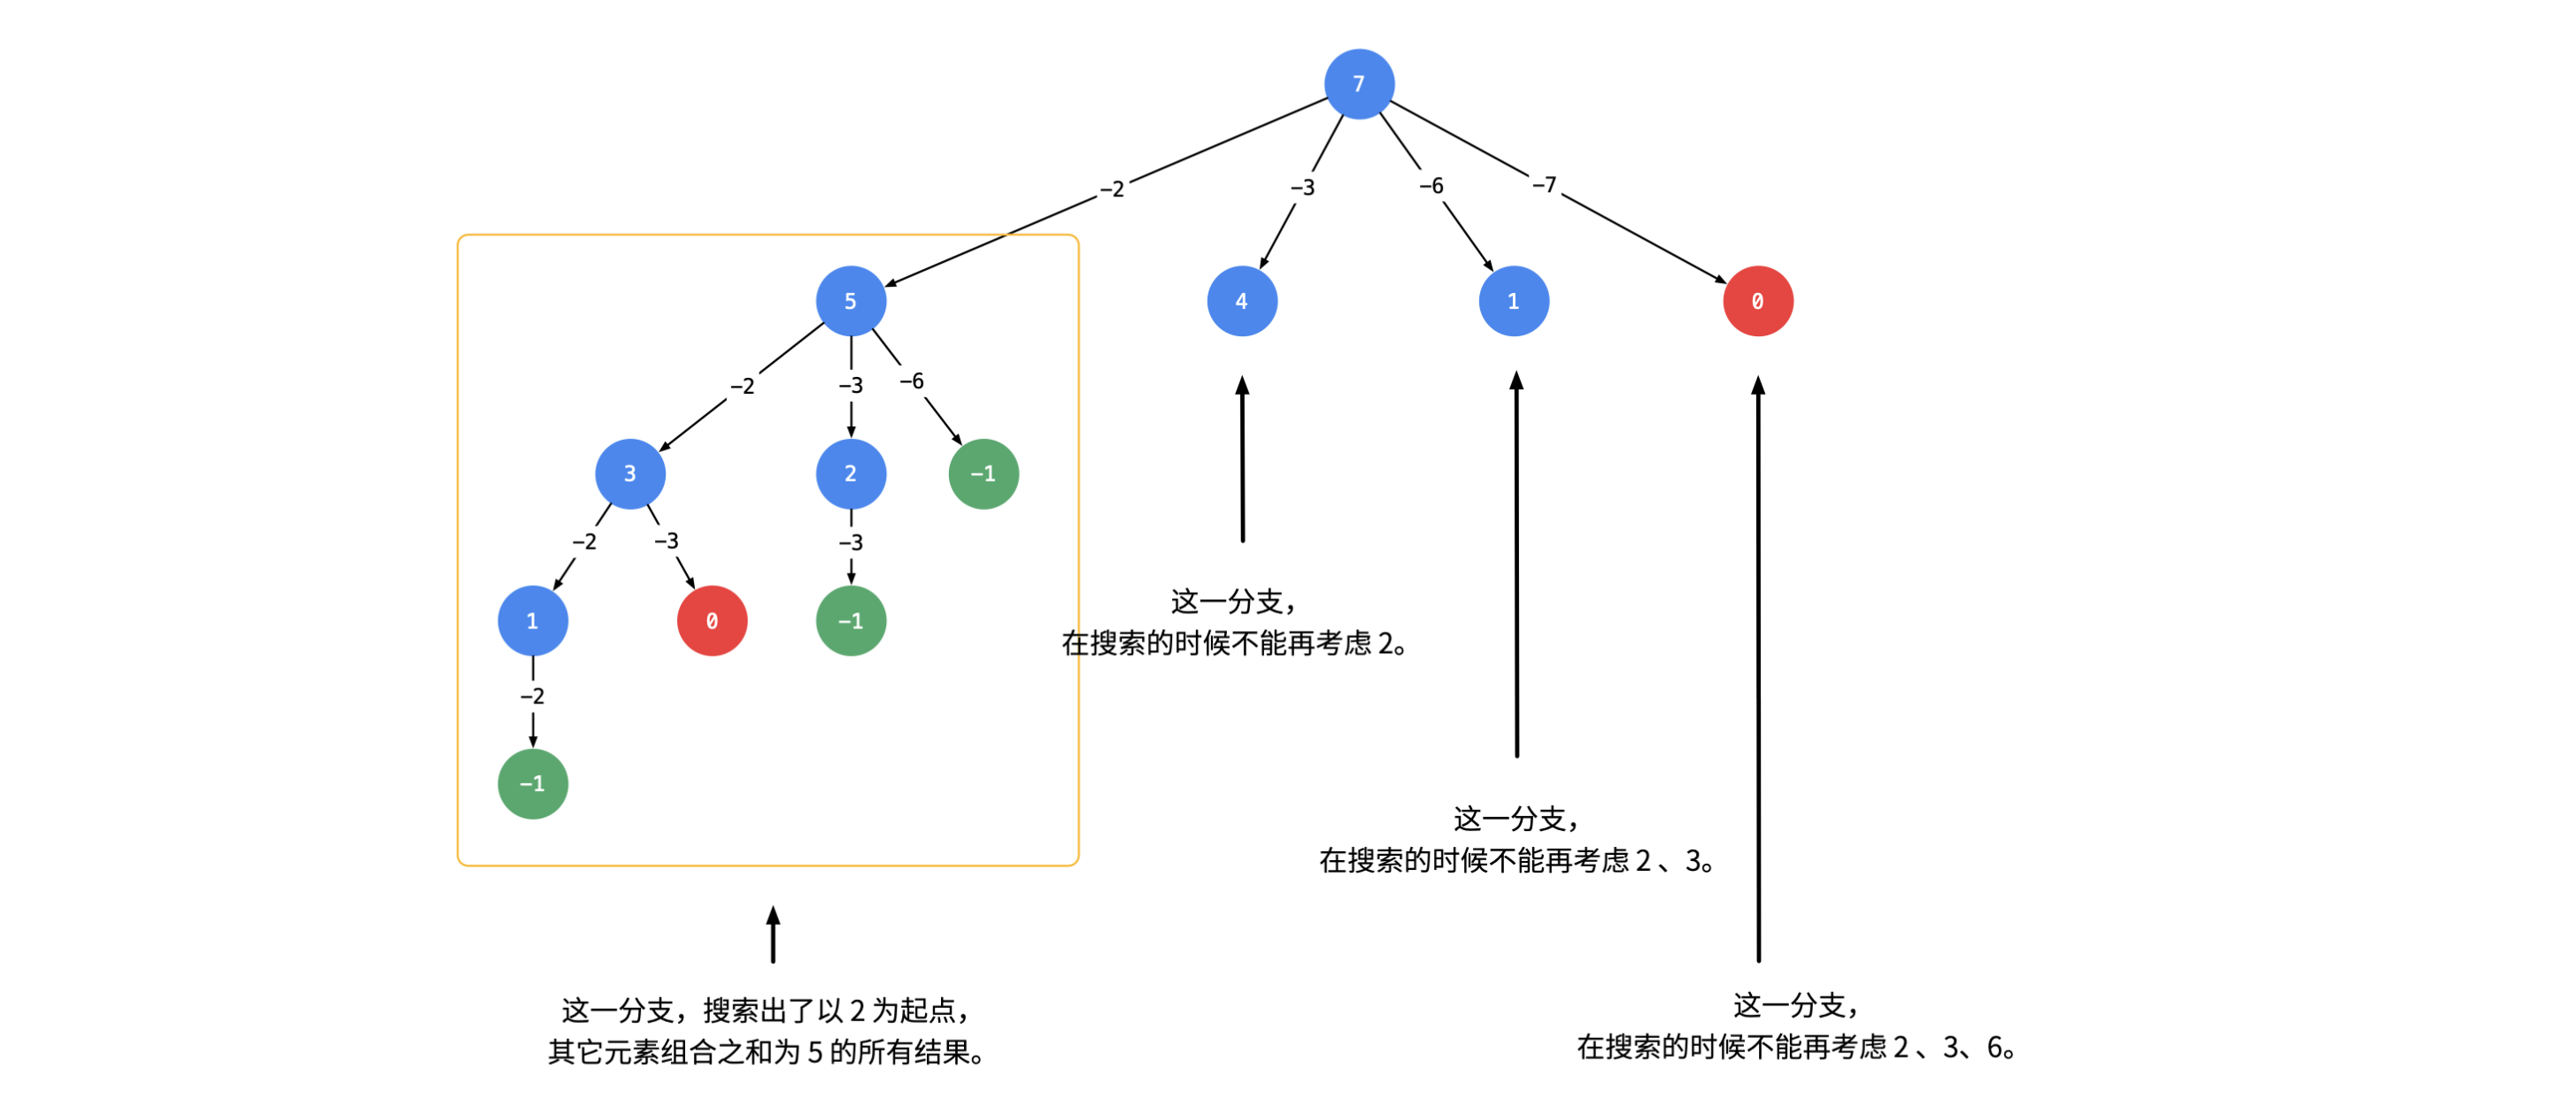 7
−2
−3
−6
−7
5
4
1
0
−2
−3
−6
3
2
−1
−2
−3
−3
1
0
−1
−2
−1
这一分支，
在搜索的时候不能再考虑 2。
这一分支，
在搜索的时候不能再考虑 2 、3。
这一分支，搜索出了以 2 为起点，
其它元素组合之和为 5 的所有结果。
这一分支，
在搜索的时候不能再考虑 2 、3、6。